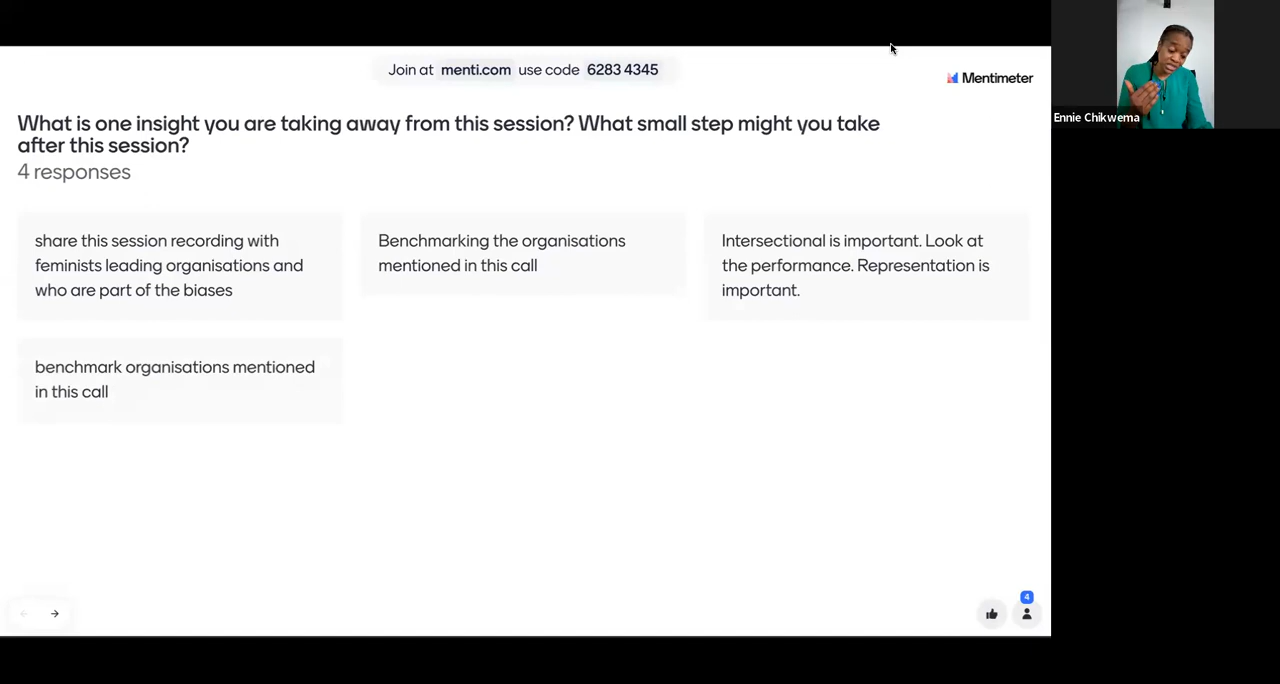 Join at menti.com use code 6283 4345
Mentimeter
Ennie Chikwema
What is one insight you are taking away from this session? What small step might you take
after this session?
4 responses
share this session recording with
feminists leading organisations and
who are part of the biases
Benchmarking the organisations
mentioned in this call
Intersectional is important. Look at
the performance. Representation is
important.
benchmark organisations mentioned
in this call
4